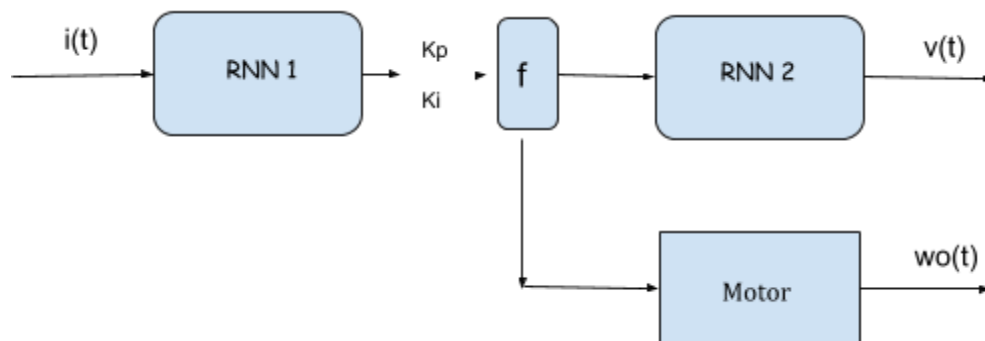 i(t)
RNN 1
Kp
Ki
f
RNN 2
v(t)
Motor
wo(t)